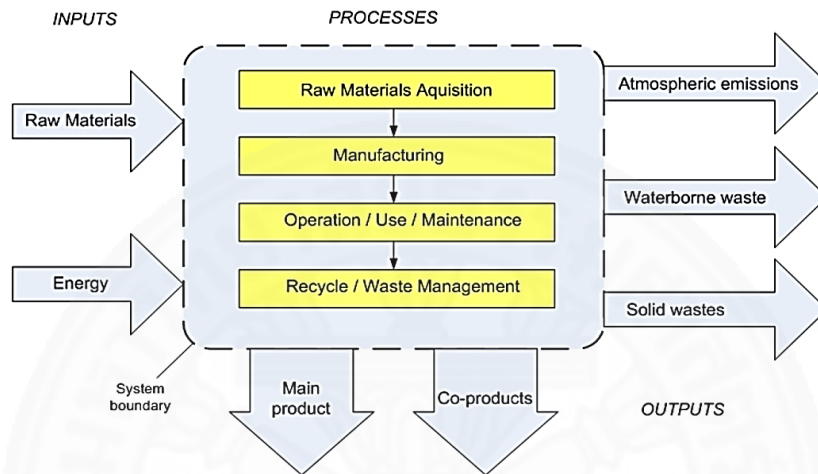 INPUTS
PROCESSES
Raw Materials
Energy
Raw Materials Aquisition
Manufacturing
Operation / Use / Maintenance
Recycle / Waste Management
Atmospheric emissions
Waterborne waste
Solid wastes
System
boundary
Main
product
Co-products
OUTPUTS